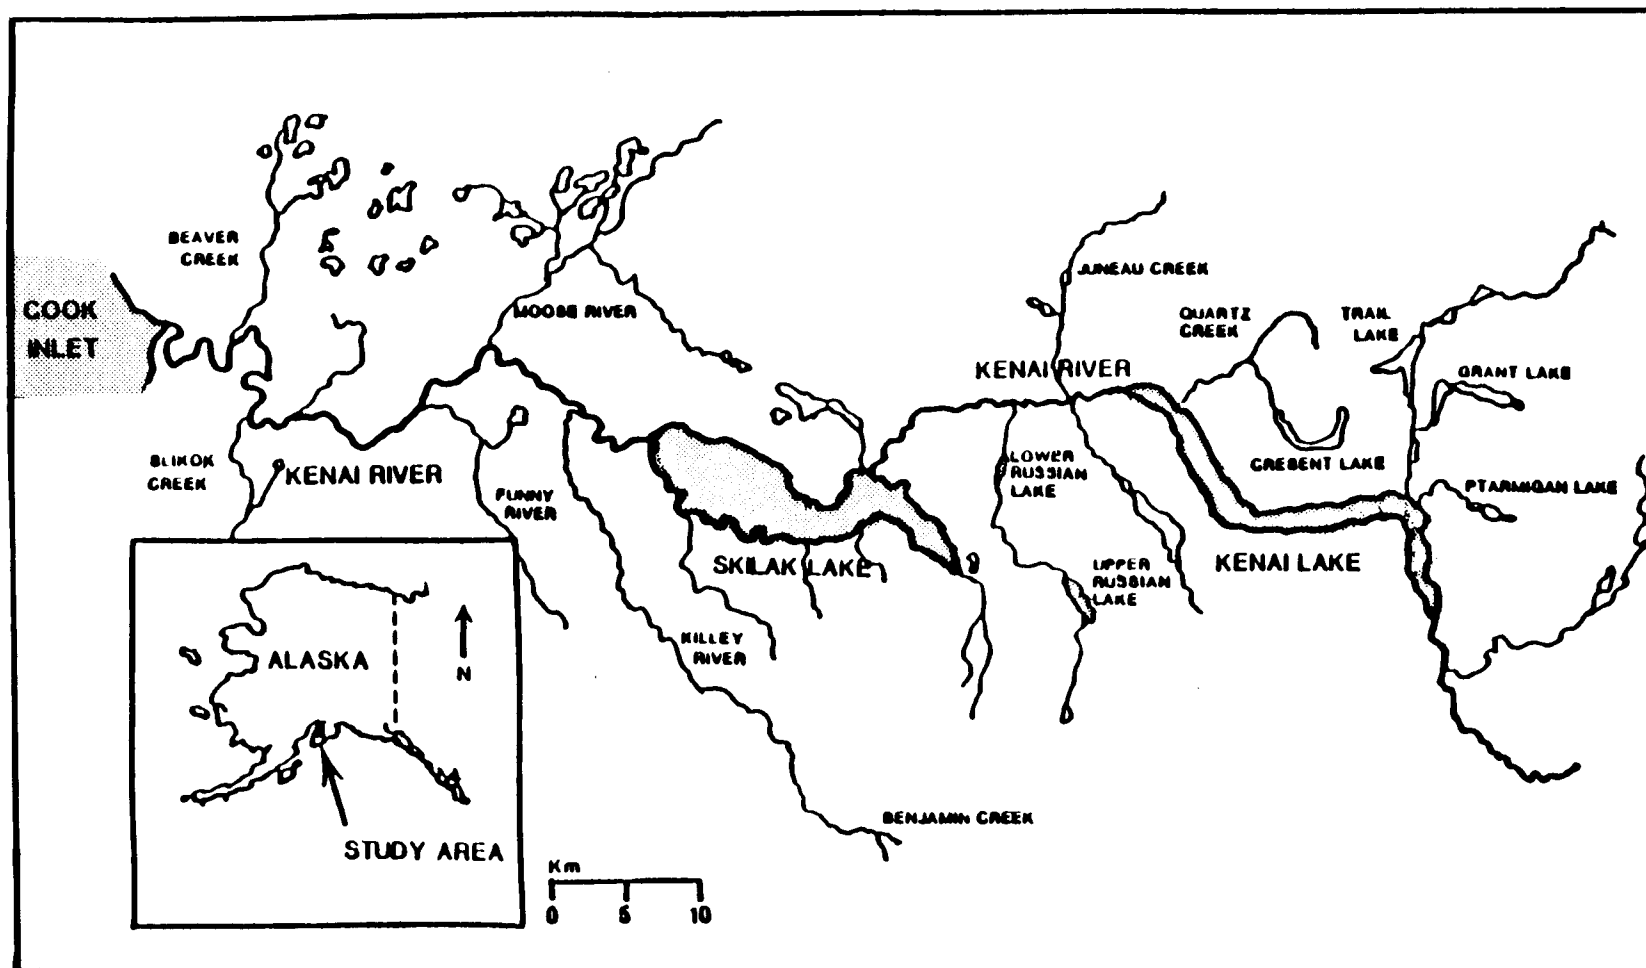 BEAVER
CREEK
COOK
INLET
MOOSE RIVER
JUNEAU CREEK
QUARTZ
CREEK
TRAIL
LAKE
KENAI RIVER
GRANT LAKE
SLIKOK
CREEK
KENAI RIVER
FUNNY
RIVER
LOWER
RUSSIAN
LAKE
CRESENT LAKE
PTARMIGAN LAKE
SKILAK LAKE
UPPER
RUSSIAN
LAKE
KENAI LAKE
KILLEY
RIVER
ALASKA
N
STUDY AREA
BENJAMIN CREEK
Km
0 5 10